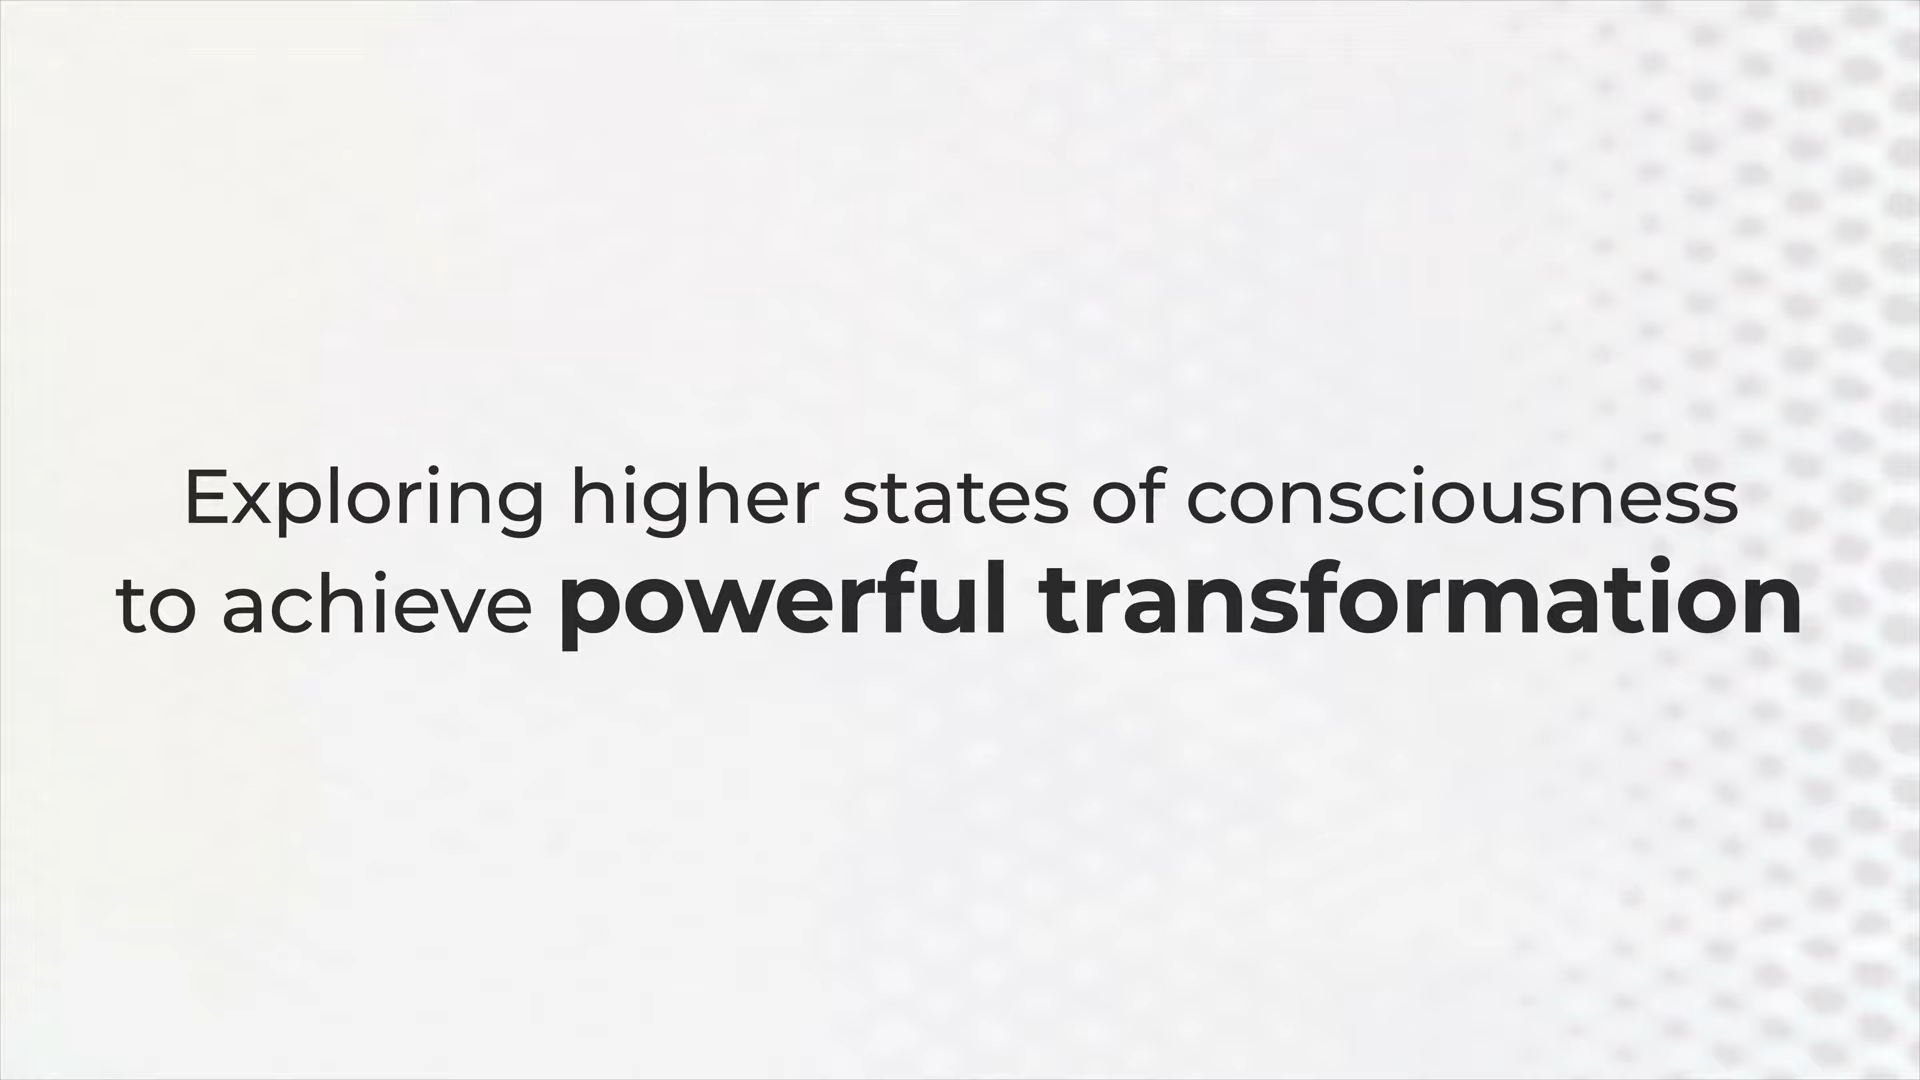 Exploring higher states of consciousness
to achieve powerful transformation